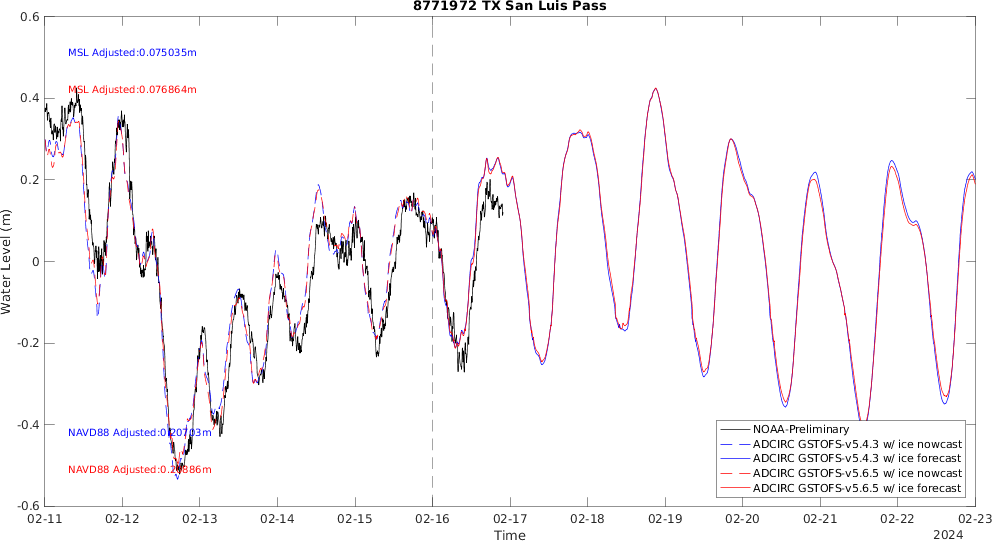 8771972 TX San Luis Pass
0.6
0.4
0.2
0
-0.2
-0.4
-0.6
Water Level (m)
MSL Adjusted:0.075035m
MSL Adjusted:0.076864m
NAVD88 Adjusted:
NAVD88 Adjusted:
NOAA-Preliminary
ADCIRC GSTOFS-v5.4.3 w/ ice nowcast
ADCIRC GSTOFS-v5.4.3 w/ ice forecast
ADCIRC GSTOFS-v5.6.5 w/ ice nowcast
ADCIRC GSTOFS-v5.6.5 w/ ice forecast
02-11 02-12 02-13 02-14 02-15 02-16 02-17 02-18 02-19 02-20 02-21 02-22 02-23
Time
2024